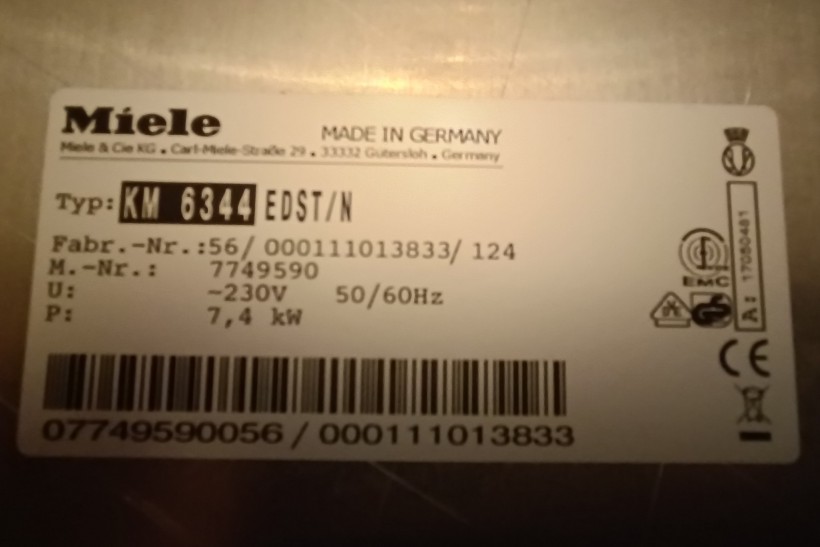 Miele
MADE IN GERMANY
Miele & Cie KG . Carl-Miele-Straße 29 . 33332 Gütersloh . Germany
Typ: KM 6344 EDST/N
Fabr.-Nr.:56/ 000111013833/ 124
M.-Nr.: 7749590
U: ~230V 50/60Hz
P: 7,4 kW
07749590056 / 000111013833
EMC
A: 17080481
CE